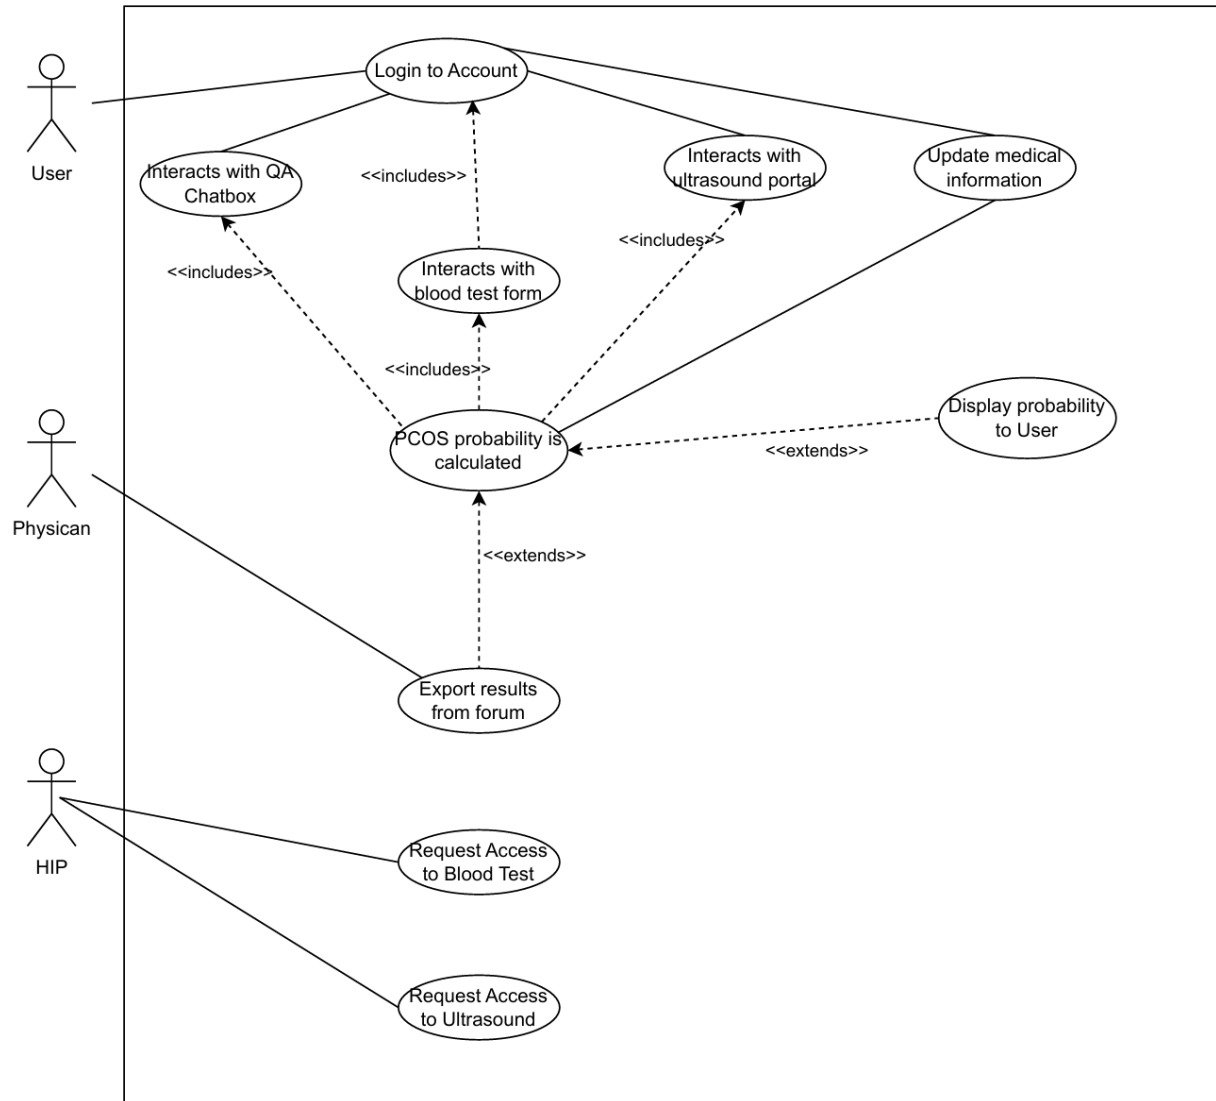 Login to Account
User
Interacts with QA
Chatbox
<<includes>>
Interacts with
ultrasound portal
Update medical
information
<<includes>>
<<includes>>
Interacts with
blood test form
<<includes>>
Physican
PCOS probability is
calculated
Display probability
to User
<<extends>>
<<extends>>
Export results
from forum
HIP
Request Access
to Blood Test
Request Access
to Ultrasound